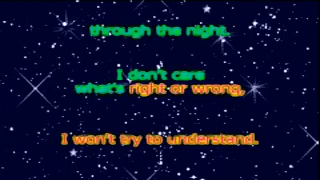 through the night.
I don't care
what's right or wrong,
I won't try to understand.